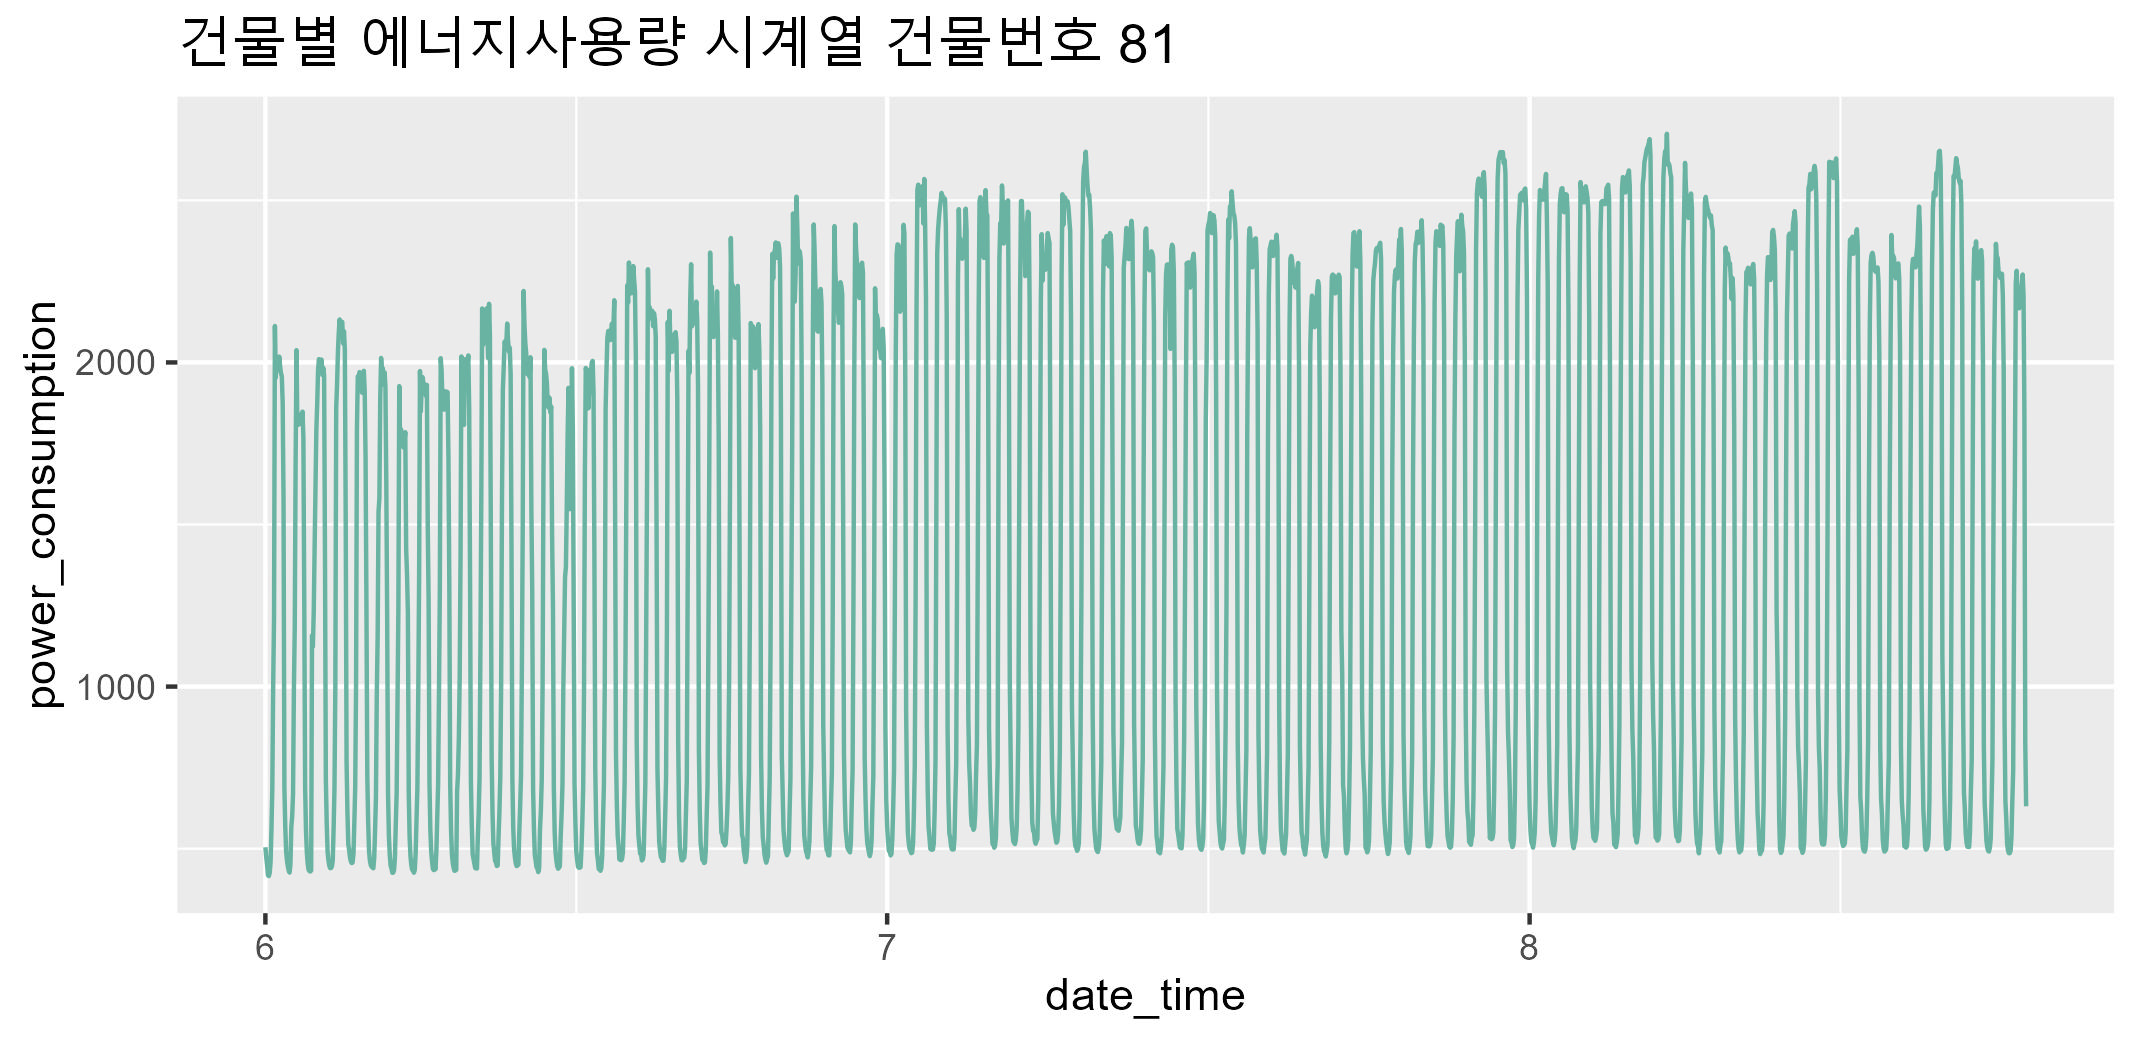 건물별 에너지사용량 시계열 건물번호 81
power_consumption
2000
1000
6 7 8
date_time